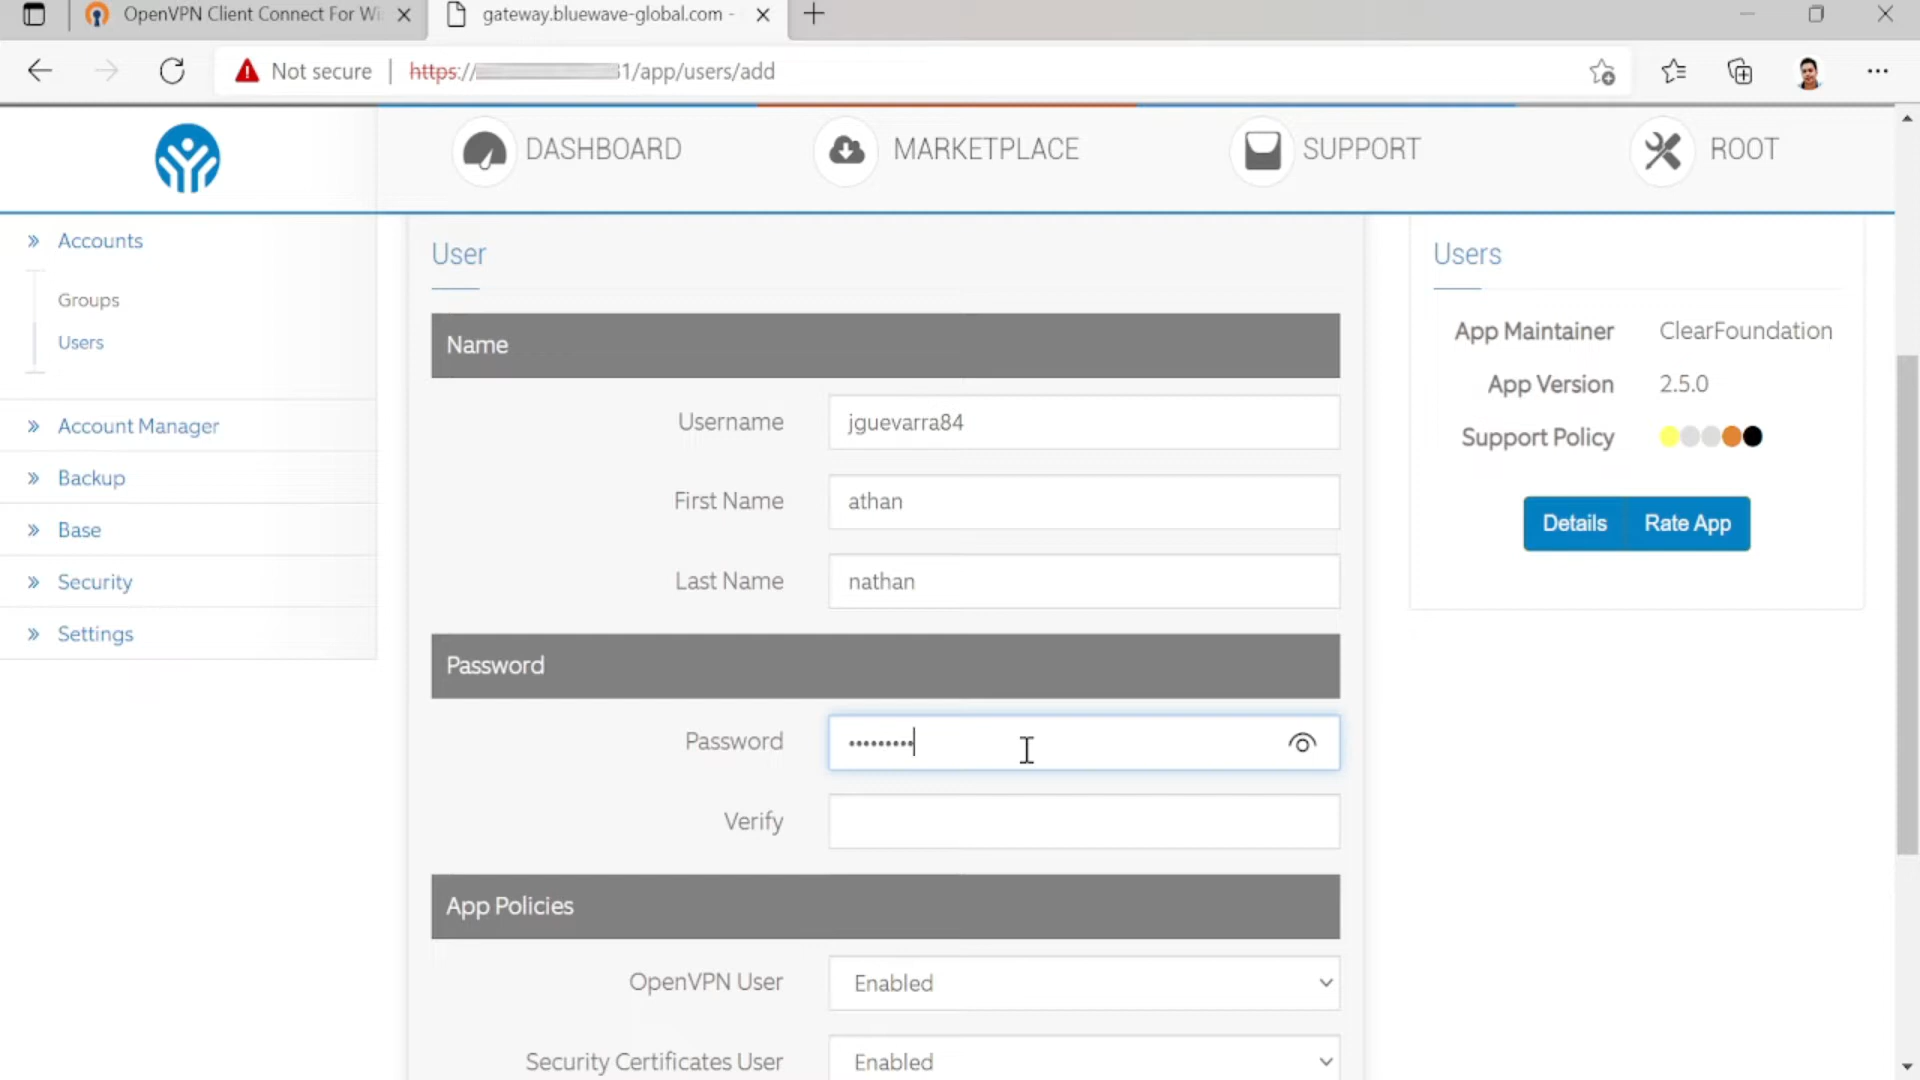 OpenVPN Client Connect For Wi
gateway.bluewave-global.com -
Not secure
https:// 1/app/users/add
DASHBOARD
MARKETPLACE
SUPPORT
ROOT
Accounts
Groups
Users
Account Manager
Backup
Base
Security
Settings
User
Name
Username
jguevarra84
First Name
athan
Last Name
nathan
Password
Password
•••••••••
Verify
App Policies
OpenVPN User
Enabled
Security Certificates User
Enabled
Users
App Maintainer
ClearFoundation
App Version
2.5.0
Support Policy
Details
Rate App